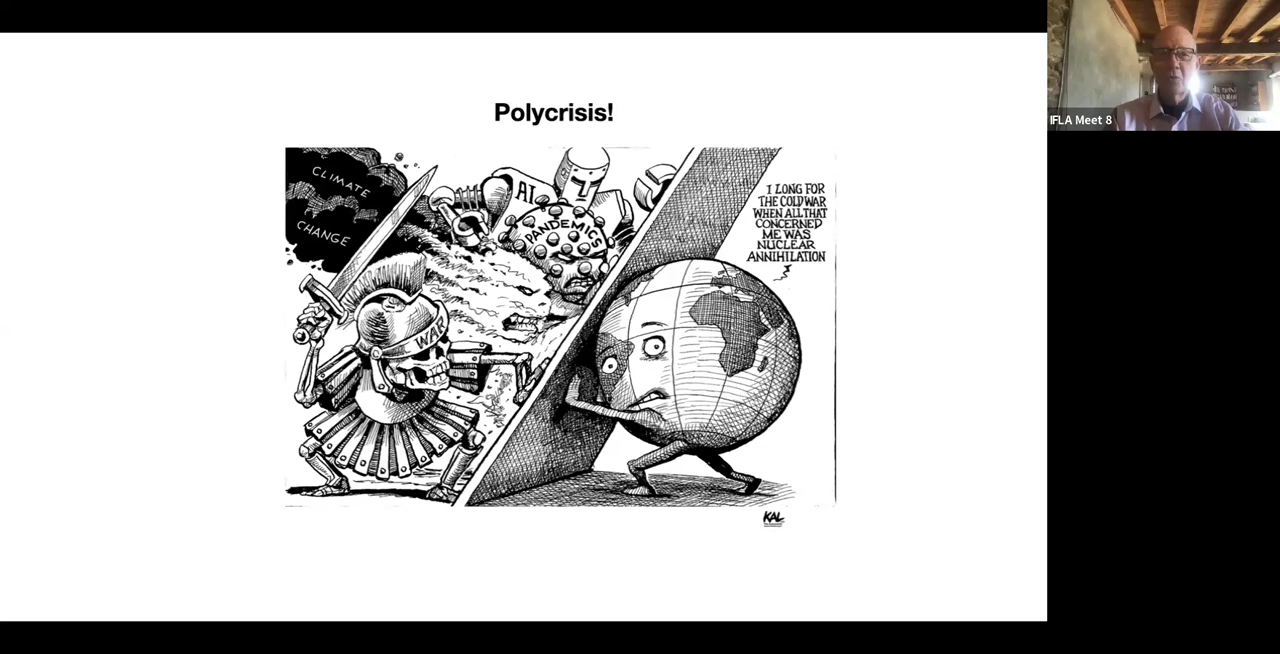 Polycrisis!
CLIMATE
CHANGE
AI
PANDEMICS
WAR
I LONG FOR
THE COLD WAR
WHEN ALL THAT
CONCERNED
ME WAS
NUCLEAR
ANNIHILATION
KAL
IFLA Meet 8